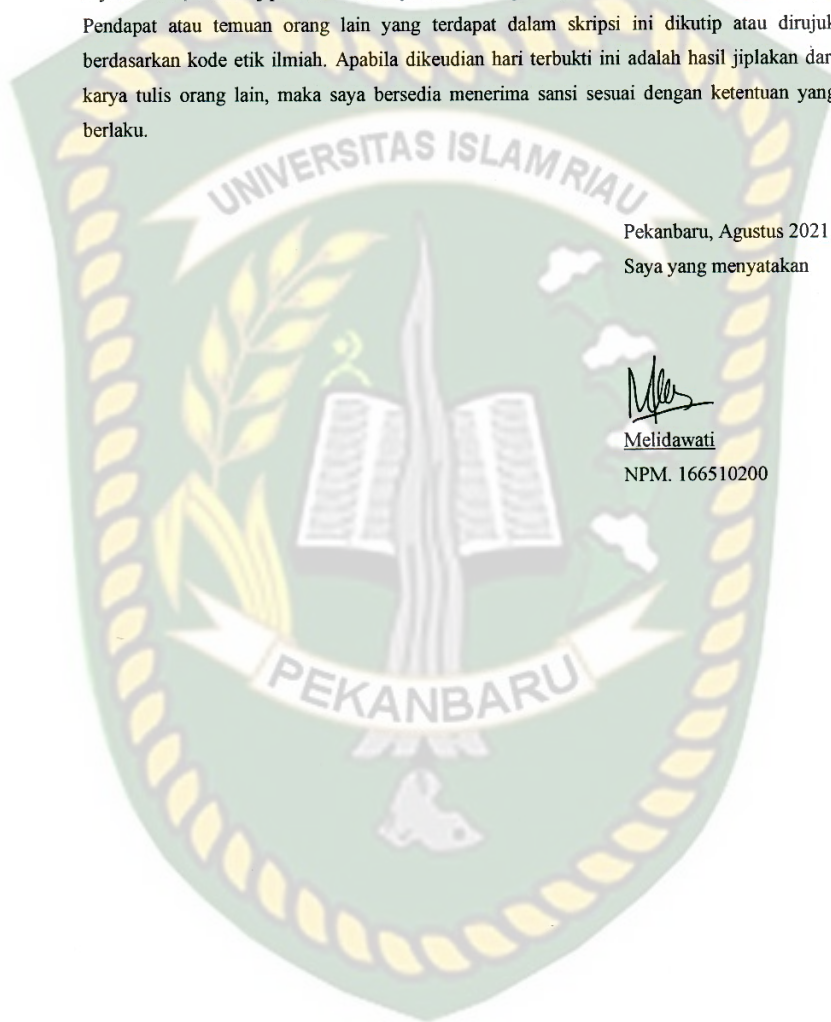 Pendapat atau temuan orang lain yang terdapat dalam skripsi ini dikutip atau dirujuk
berdasarkan kode etik ilmiah. Apabila dikeudian hari terbukti ini adalah hasil jiplakan dar
karya tulis orang lain, maka saya bersedia menerima sansi sesuai dengan ketentuan yang
berlaku.
UNIVERSITAS ISLAM RIAU
Pekanbaru, Agustus 2021
Saya yang menyatakan
Melidawati
NPM. 166510200
PEKANBARU